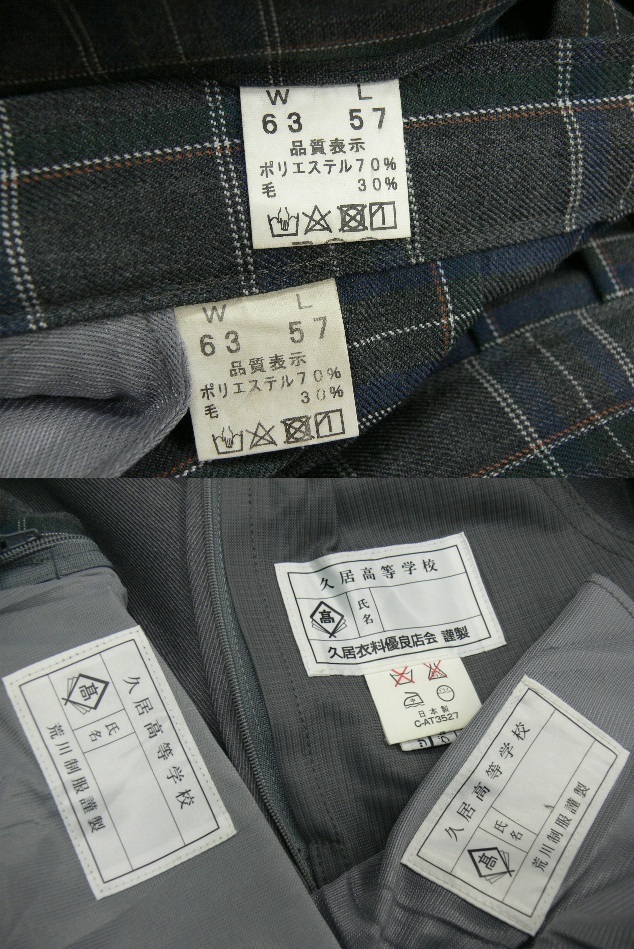 W L
63 57
品質表示
ポリエステル70%
毛 30%
W L
63 57
品質表示
ポリエステル70%
毛 30%
久居高等学校
高
氏名
久居衣料優良店会 謹製
日本製
C-AT3527
久居高等学校
高
氏名
荒川制服謹製
久居高等学校
高
氏名
荒川制服謹製